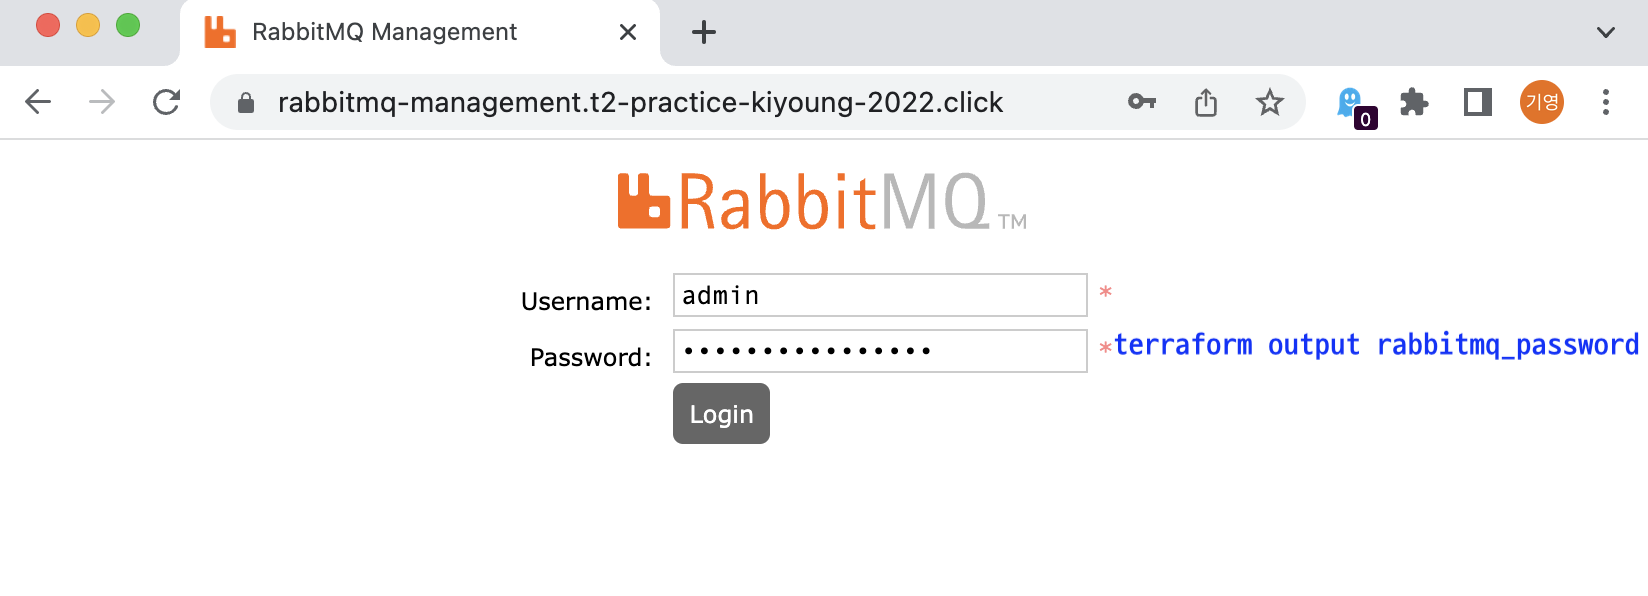 RabbitMQ Management
rabbitmq-management.t2-practice-kiyoung-2022.click
0
기영
RabbitMQ TM
Username: admin *
Password: •••••••••••••••• *terraform output rabbitmq_password
Login